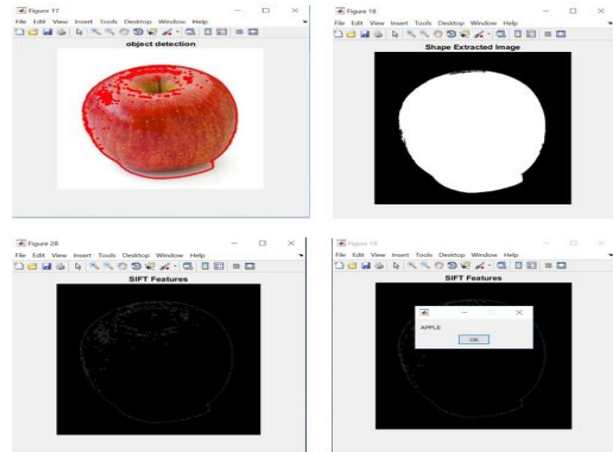 Figure 17
File Edit View Insert Tools Desktop Window Help
object detection
Figure 18
File Edit View Insert Tools Desktop Window Help
Shape Extracted Image
Figure 28
File Edit View Insert Tools Desktop Window Help
SIFT Features
Figure 19
File Edit View Insert Tools Desktop Window Help
SIFT Features
APPLE
OK